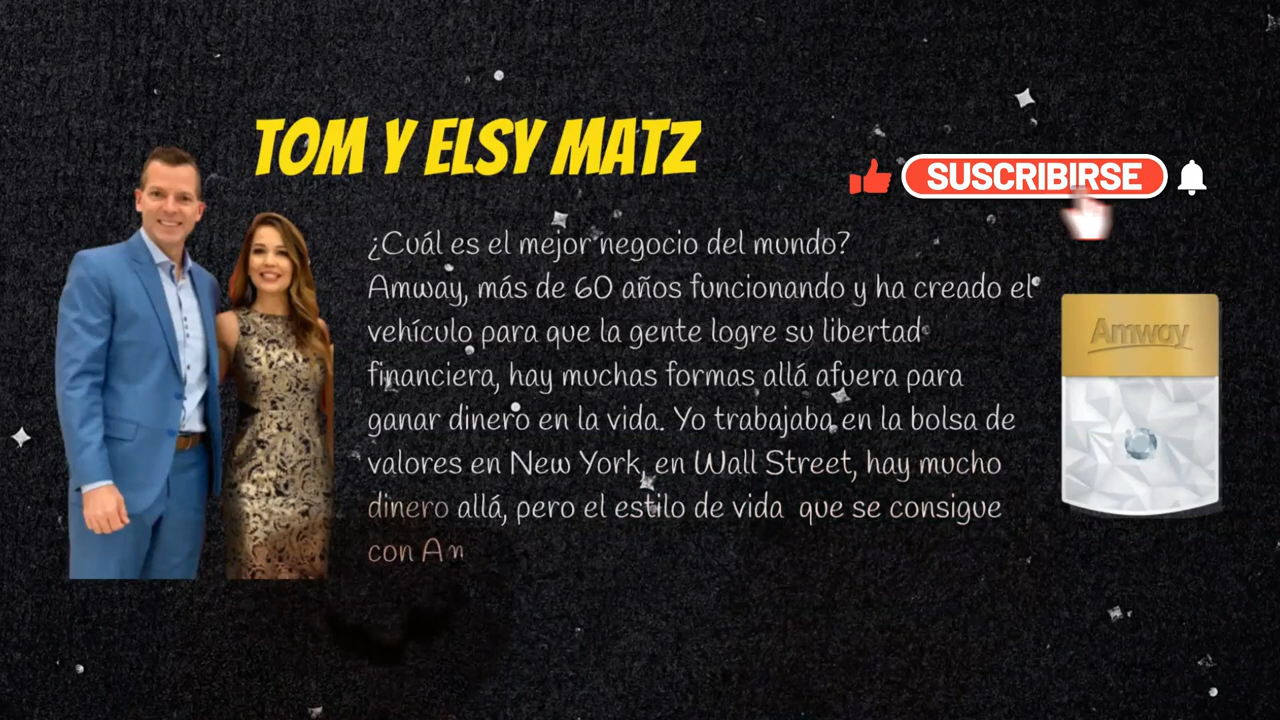 TOM Y ELSY MATZ
SUSCRIBIRSE
¿Cuál es el mejor negocio del mundo?
Amway, más de 60 años funcionando y ha creado el
vehículo para que la gente logre su libertad
financiera, hay muchas formas allá afuera para
ganar dinero en la vida. Yo trabajaba en la bolsa de
valores en New York, en Wall Street, hay mucho
dinero allá, pero el estilo de vida que se consigue
con Am
Amway